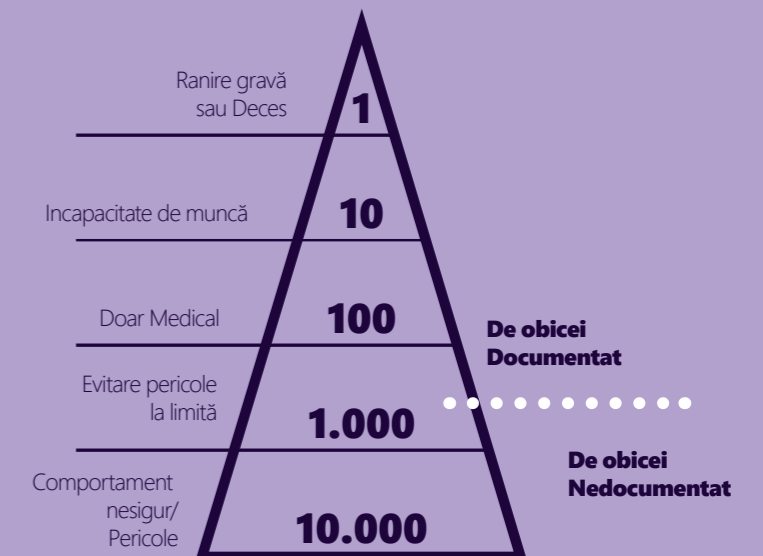 Ranire gravă
sau Deces
1
Incapacitate de muncă
10
Doar Medical
100
De obicei
Documentat
Evitare pericole
la limită
1.000
De obicei
Nedocumentat
Comportament
nesigur/
Pericole
10.000